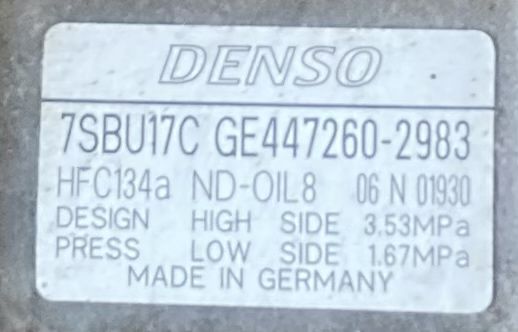 DENSO
7SBU17C GE447260-2983
HFC134a ND-OIL8 06 N 01930
DESIGN HIGH SIDE 3.53MPa
PRESS LOW SIDE 1.67MPa
MADE IN GERMANY